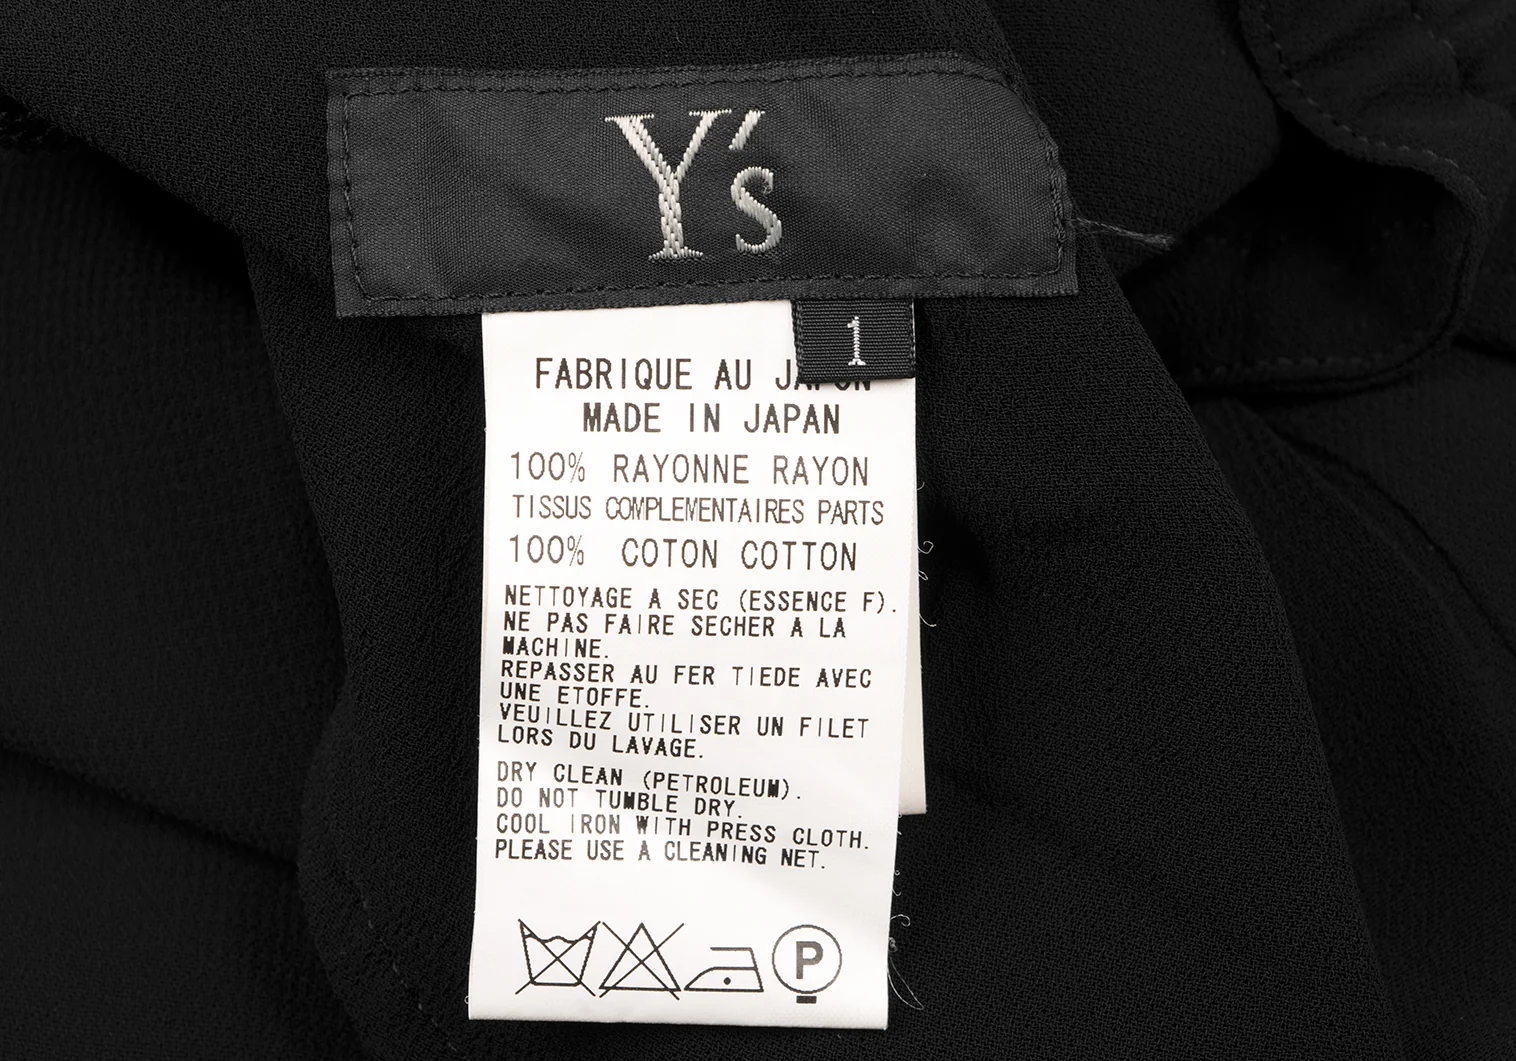 Y's
1
FABRIQUE AU JAPON
MADE IN JAPAN
100% RAYONNE RAYON
TISSUS COMPLEMENTAIRES PARTS
100% COTON COTTON
NETTOYAGE A SEC (ESSENCE F).
NE PAS FAIRE SECHER A LA
MACHINE.
REPASSER AU FER TIEDE AVEC
UNE ETOFFE.
VEUILLEZ UTILISER UN FILET
LORS DU LAVAGE.
DRY CLEAN (PETROLEUM).
DO NOT TUMBLE DRY.
COOL IRON WITH PRESS CLOTH.
PLEASE USE A CLEANING NET.
P